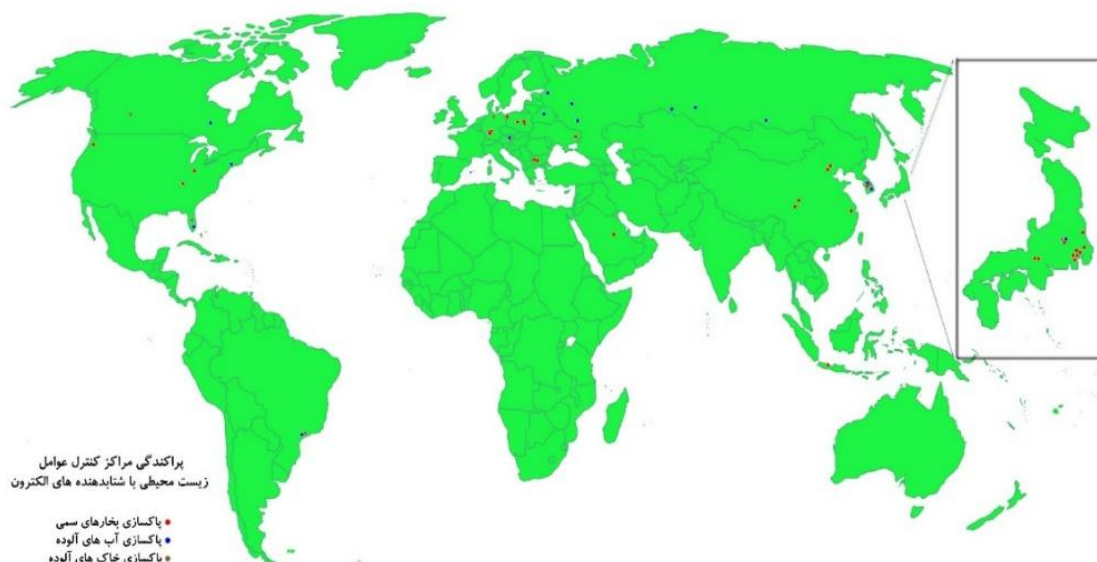 پراکندگی مراکز کنترل عوامل
زیست محیطی با شتابدهنده های الکترون
پاکسازی بخارهای سمی
پاکسازی آب های آلوده
پاکسازی خاک های آلوده